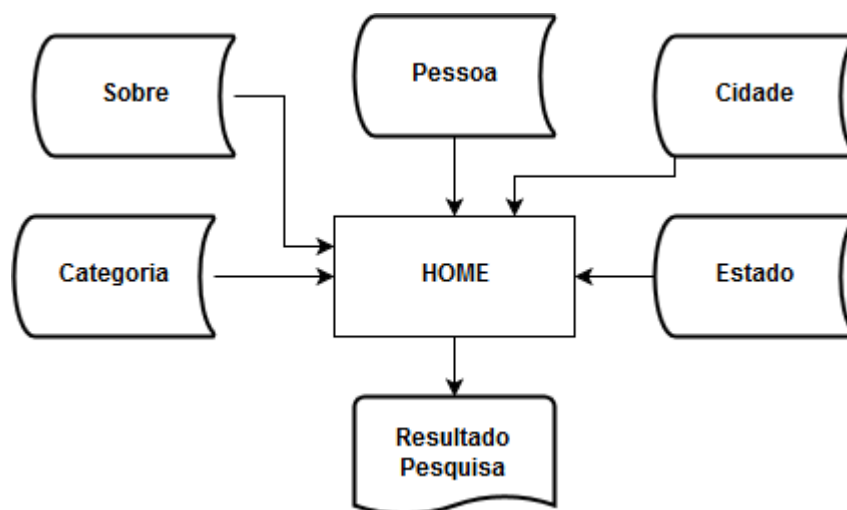 Sobre
Pessoa
Cidade
Categoria
HOME
Estado
Resultado
Pesquisa